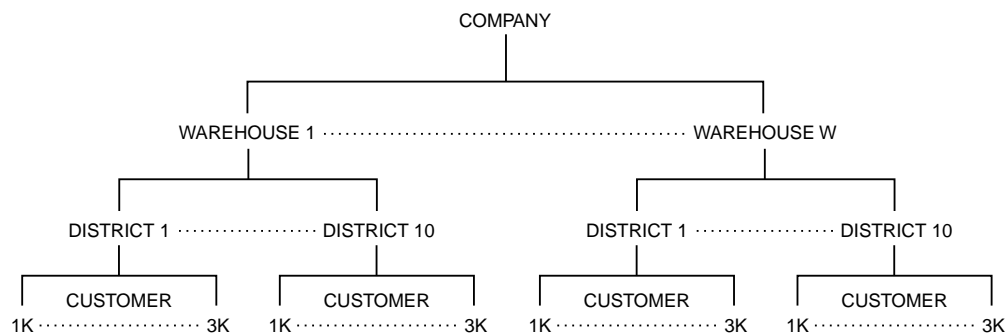 COMPANY
WAREHOUSE 1 WAREHOUSE W
DISTRICT 1 DISTRICT 10 DISTRICT 1 DISTRICT 10
CUSTOMER CUSTOMER CUSTOMER CUSTOMER
1K 3K 1K 3K 1K 3K 1K 3K